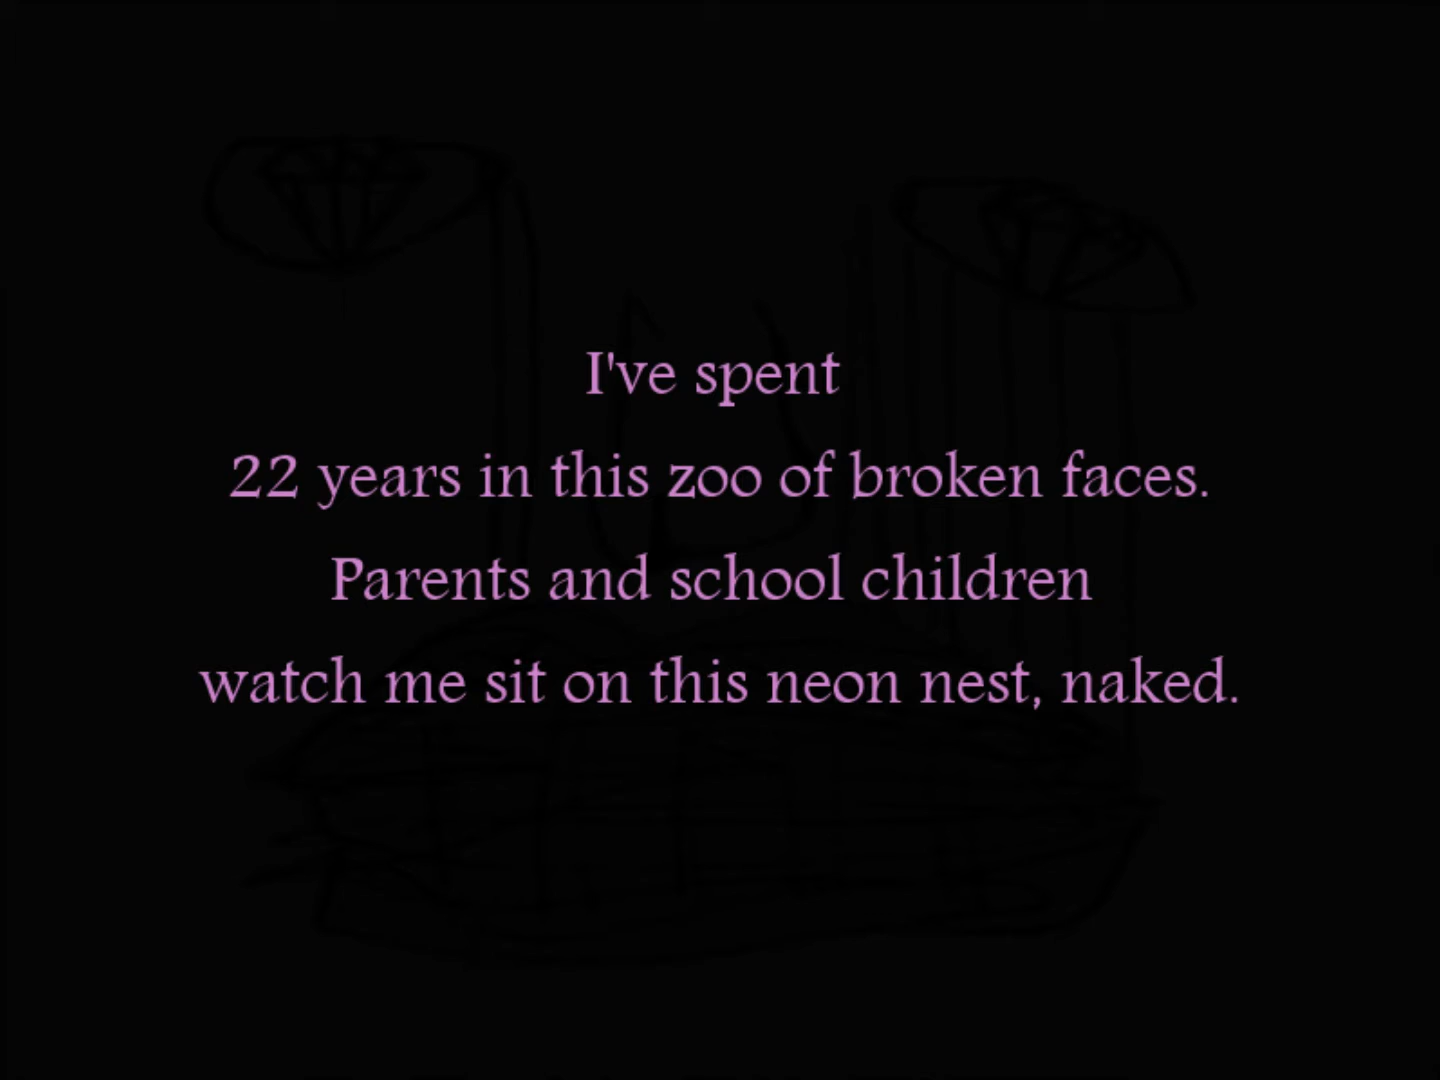 I've spent
22 years in this zoo of broken faces.
Parents and school children
watch me sit on this neon nest, naked.